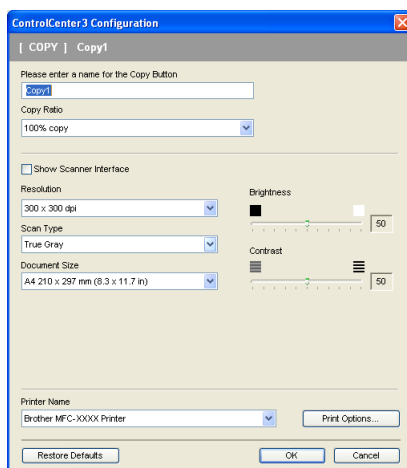 ControlCenter3 Configuration
[ COPY ] Copy1
Please enter a name for the Copy Button
Copy1
Copy Ratio
100% copy
Show Scanner Interface
Resolution
300 x 300 dpi
Brightness
50
Scan Type
True Gray
Contrast
50
Document Size
A4 210 x 297 mm (8.3 x 11.7 in)
Printer Name
Brother MFC-XXXX Printer
Print Options...
Restore Defaults
OK
Cancel